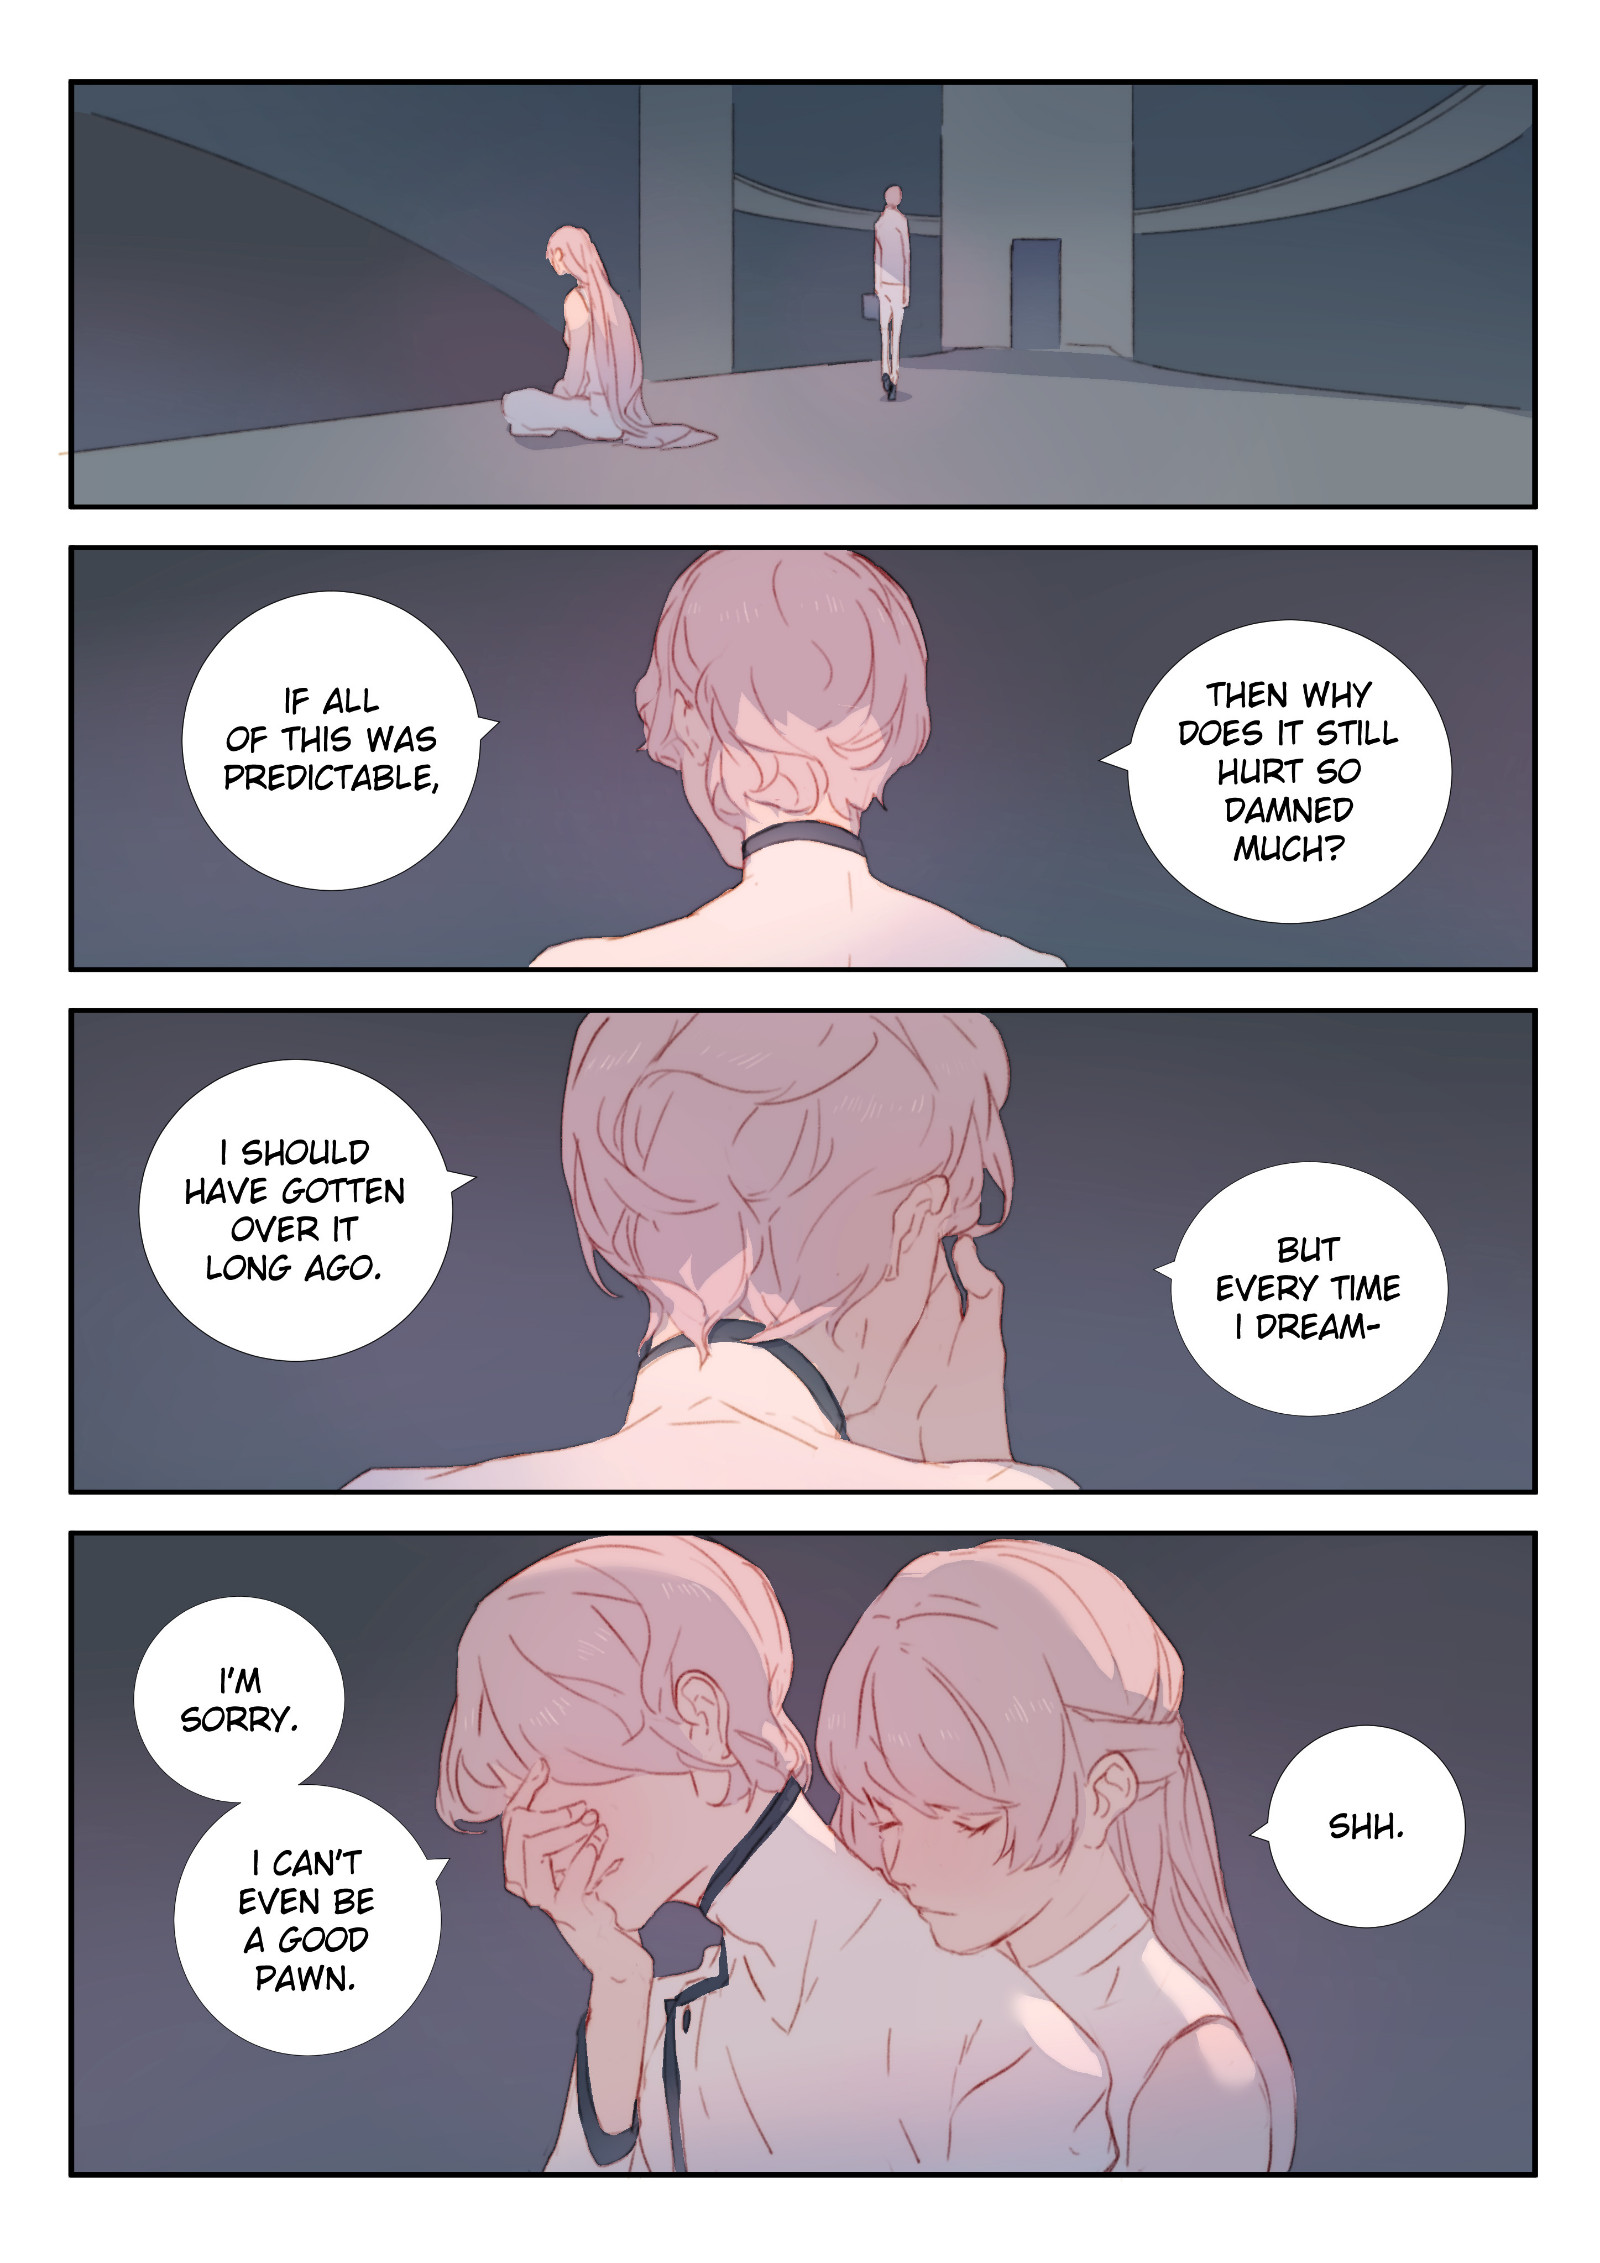 IF ALL
OF THIS WAS
PREDICTABLE,
THEN WHY
DOES IT STILL
HURT SO
DAMNED
MUCH?
I SHOULD
HAVE GOTTEN
OVER IT
LONG AGO.
BUT
EVERY TIME
I DREAM-
I'M
SORRY.
I CAN'T
EVEN BE
A GOOD
PAWN.
SHH.